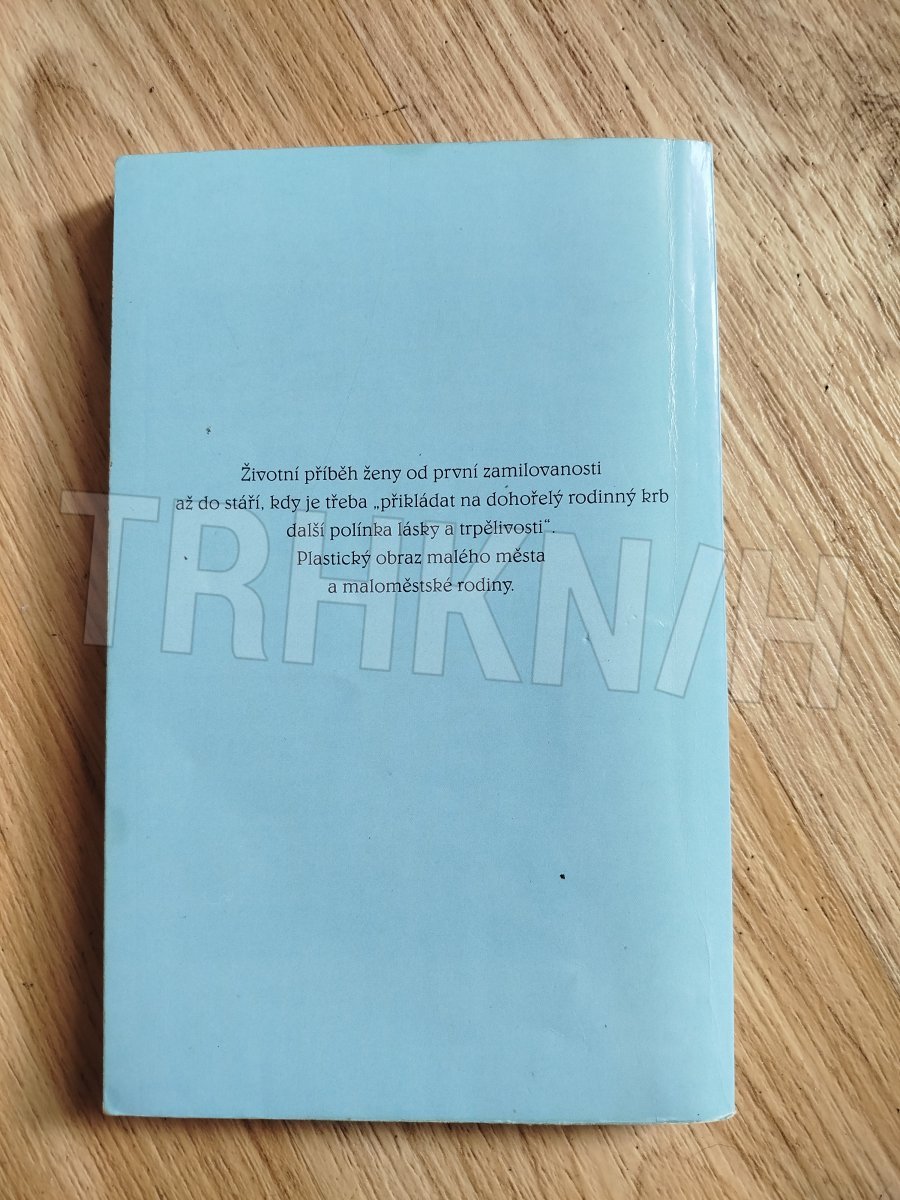 Životní příběh ženy od první zamilovanosti
až do stáří, kdy je třeba „přikládat na dohořelý rodinný krb
další polínka lásky a trpělivosti“.
Plastický obraz malého města
a maloměstské rodiny.
TRHKNIH